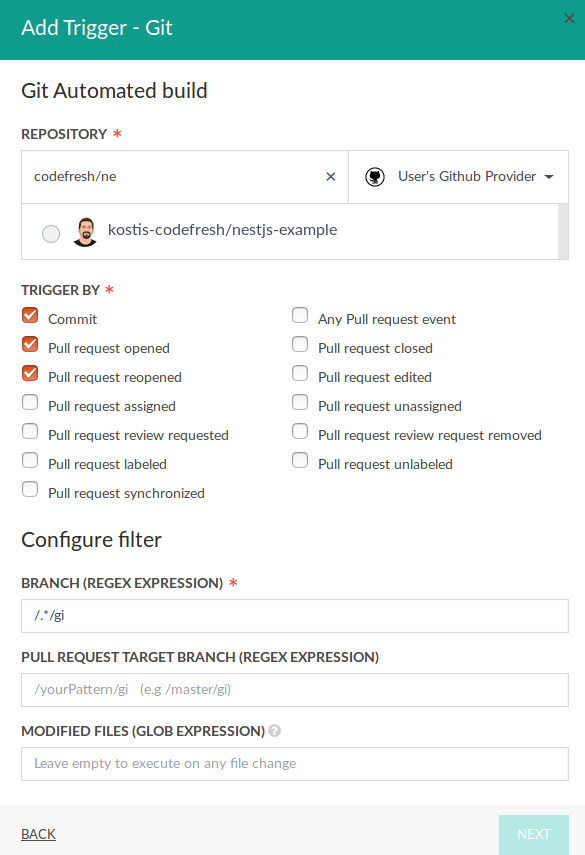 Add Trigger - Git
Git Automated build
REPOSITORY *
codefresh/ne
User's Github Provider
kostis-codefresh/nestjs-example
TRIGGER BY *
Commit
Any Pull request event
Pull request opened
Pull request closed
Pull request reopened
Pull request edited
Pull request assigned
Pull request unassigned
Pull request review requested
Pull request review request removed
Pull request labeled
Pull request unlabeled
Pull request synchronized
Configure filter
BRANCH (REGEX EXPRESSION) *
/.*/gi
PULL REQUEST TARGET BRANCH (REGEX EXPRESSION)
/yourPattern/gi (e.g /master/gi)
MODIFIED FILES (GLOB EXPRESSION) ?
Leave empty to execute on any file change
BACK
NEXT